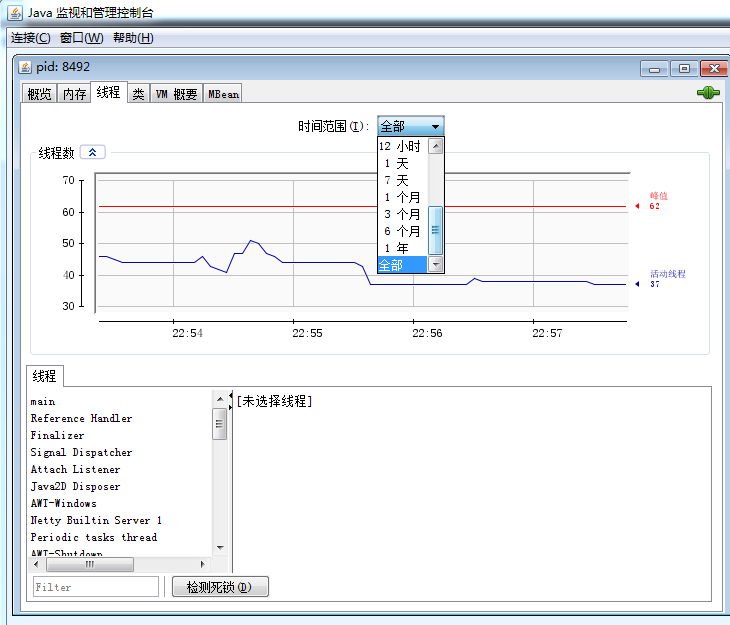 Java 监视和管理控制台
连接(C) 窗口(W) 帮助(H)
pid: 8492
概览 内存 线程 类 VM 概要 MBean
时间范围(I): 全部
12 小时
1 天
7 天
1 个月
3 个月
6 个月
1 年
全部
线程数
70
60
50
40
30
峰值
62
活动线程
37
22:54 22:55 22:56 22:57
线程
main
Reference Handler
Finalizer
Signal Dispatcher
Attach Listener
Java2D Disposer
AWT-Windows
Netty Builtin Server 1
Periodic tasks thread
AWT-Shutdown
[未选择线程]
Filter
检测死锁(D)